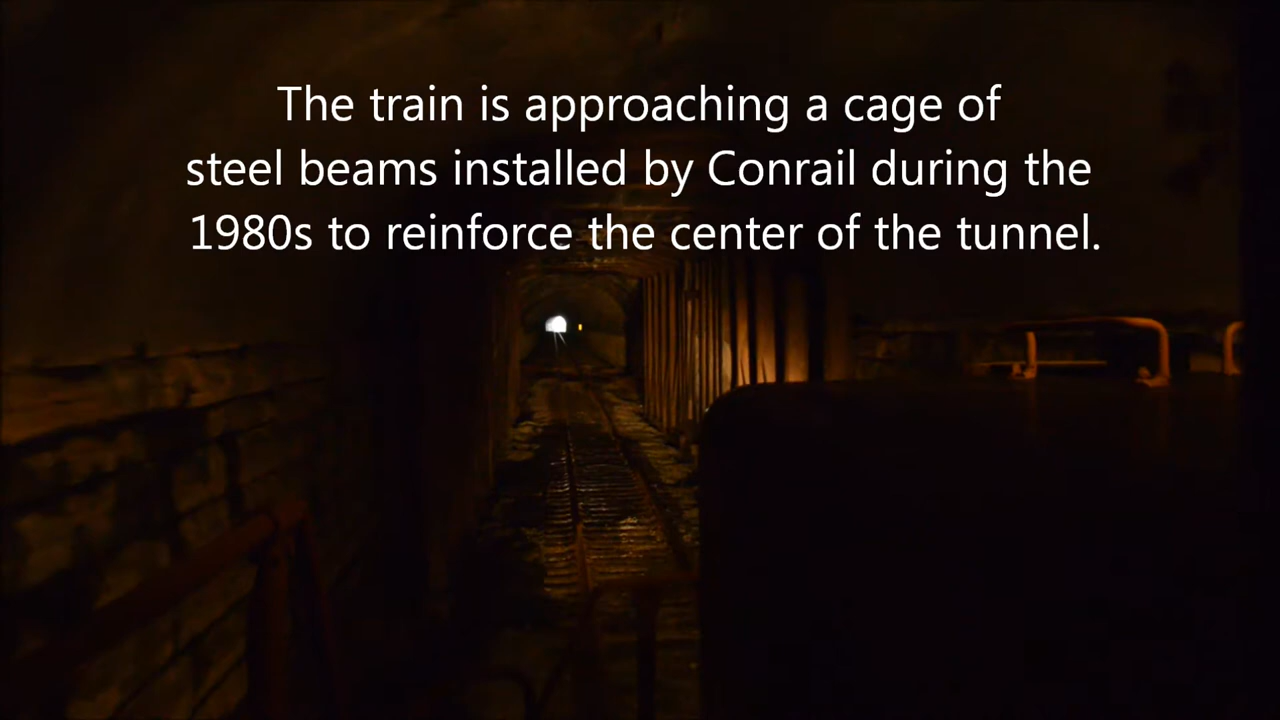 The train is approaching a cage of
steel beams installed by Conrail during the
1980s to reinforce the center of the tunnel.